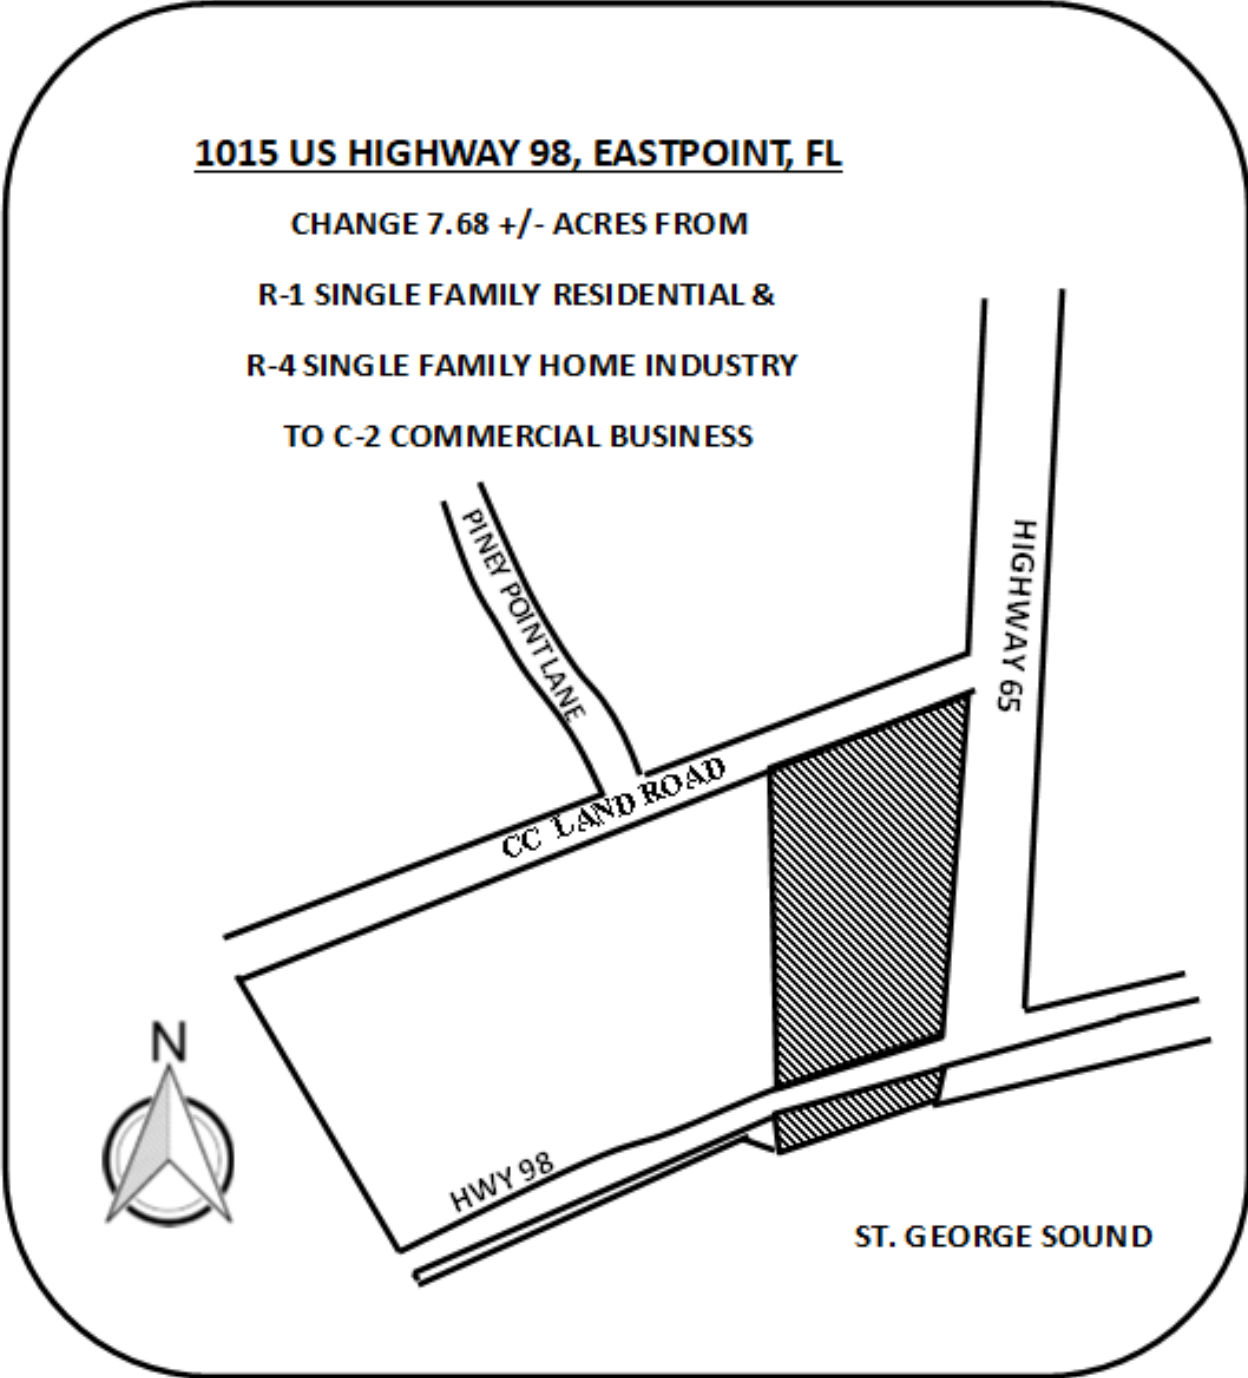 1015 US HIGHWAY 98, EASTPOINT, FL
CHANGE 7.68 +/- ACRES FROM
R-1 SINGLE FAMILY RESIDENTIAL &
R-4 SINGLE FAMILY HOME INDUSTRY
TO C-2 COMMERCIAL BUSINESS
PINEY POINT LANE
HIGHWAY 65
CC LAND ROAD
N
HWY 98
ST. GEORGE SOUND